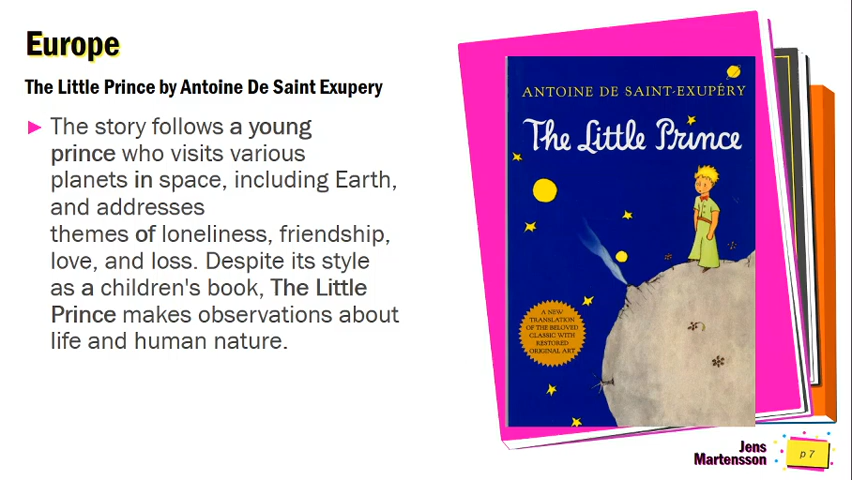 Europe
The Little Prince by Antoine De Saint Exupery
The story follows a young
prince who visits various
planets in space, including Earth,
and addresses
themes of loneliness, friendship,
love, and loss. Despite its style
as a children's book, The Little
Prince makes observations about
life and human nature.
ANTOINE DE SAINT-EXUPÉRY
The Little Prince
A NEW
TRANSLATION
OF THE BELOVED
CLASSIC WITH
RESTORED
ORIGINAL ART
Jens
Martensson
p 7